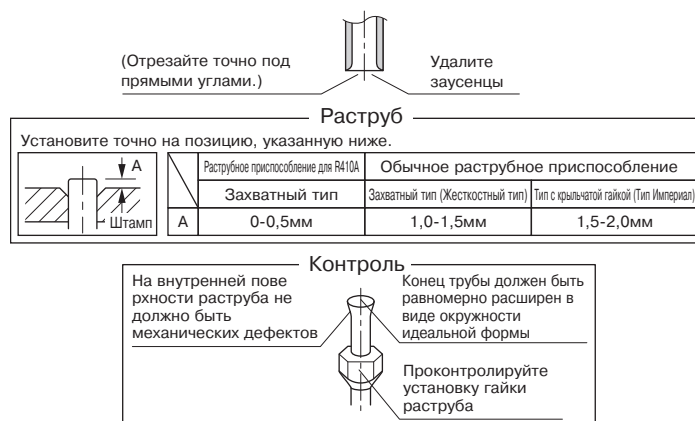 (Отрезайте точно под
прямыми углами.)
Удалите
заусенцы
Раструб
Установите точно на позицию, указанную ниже.
A
Штамп
Раструбное приспособление для R410A
Обычное раструбное приспособление
Захватный тип
Захватный тип (Жесткостный тип)
Тип с крыльчатой гайкой (Тип Империал)
A
0-0,5мм
1,0-1,5мм
1,5-2,0мм
Контроль
На внутренней пове
рхности раструба не
должно быть
механических дефектов
Конец трубы должен быть
равномерно расширен в
виде окружности
идеальной формы
Проконтролируйте
установку гайки
раструба